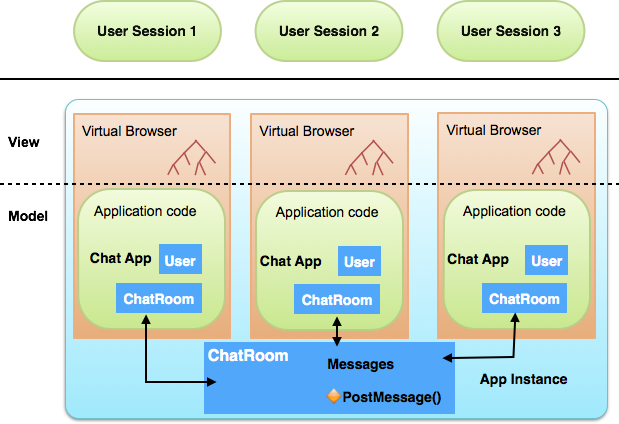 User Session 1
User Session 2
User Session 3
View
Virtual Browser
Virtual Browser
Virtual Browser
Model
Application code
Application code
Application code
Chat App
User
Chat App
User
Chat App
User
ChatRoom
ChatRoom
ChatRoom
ChatRoom
Messages
PostMessage()
App Instance